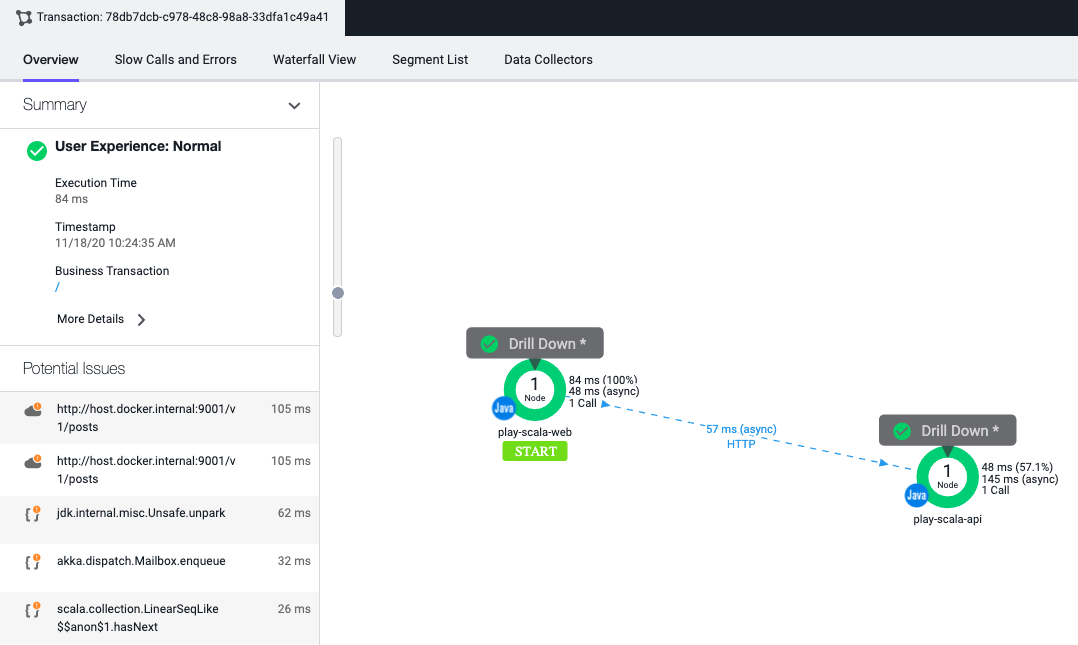 Transaction: 78db7dcb-c978-48c8-98a8-33dfa1c49a41
Overview
Slow Calls and Errors
Waterfall View
Segment List
Data Collectors
Summary
User Experience: Normal
Execution Time
84 ms
Timestamp
11/18/20 10:24:35 AM
Business Transaction
/
More Details
Potential Issues
http://host.docker.internal:9001/v 105 ms
1/posts
http://host.docker.internal:9001/v 105 ms
1/posts
jdk.internal.misc.Unsafe.unpark 62 ms
akka.dispatch.Mailbox.enqueue 32 ms
scala.collection.LinearSeqLike 26 ms
$$anon$1.hasNext
Drill Down *
1
Node
Java
84 ms (100%)
48 ms (async)
1 Call
play-scala-web
START
57 ms (async)
HTTP
Drill Down *
1
Node
Java
48 ms (57.1%)
145 ms (async)
1 Call
play-scala-api